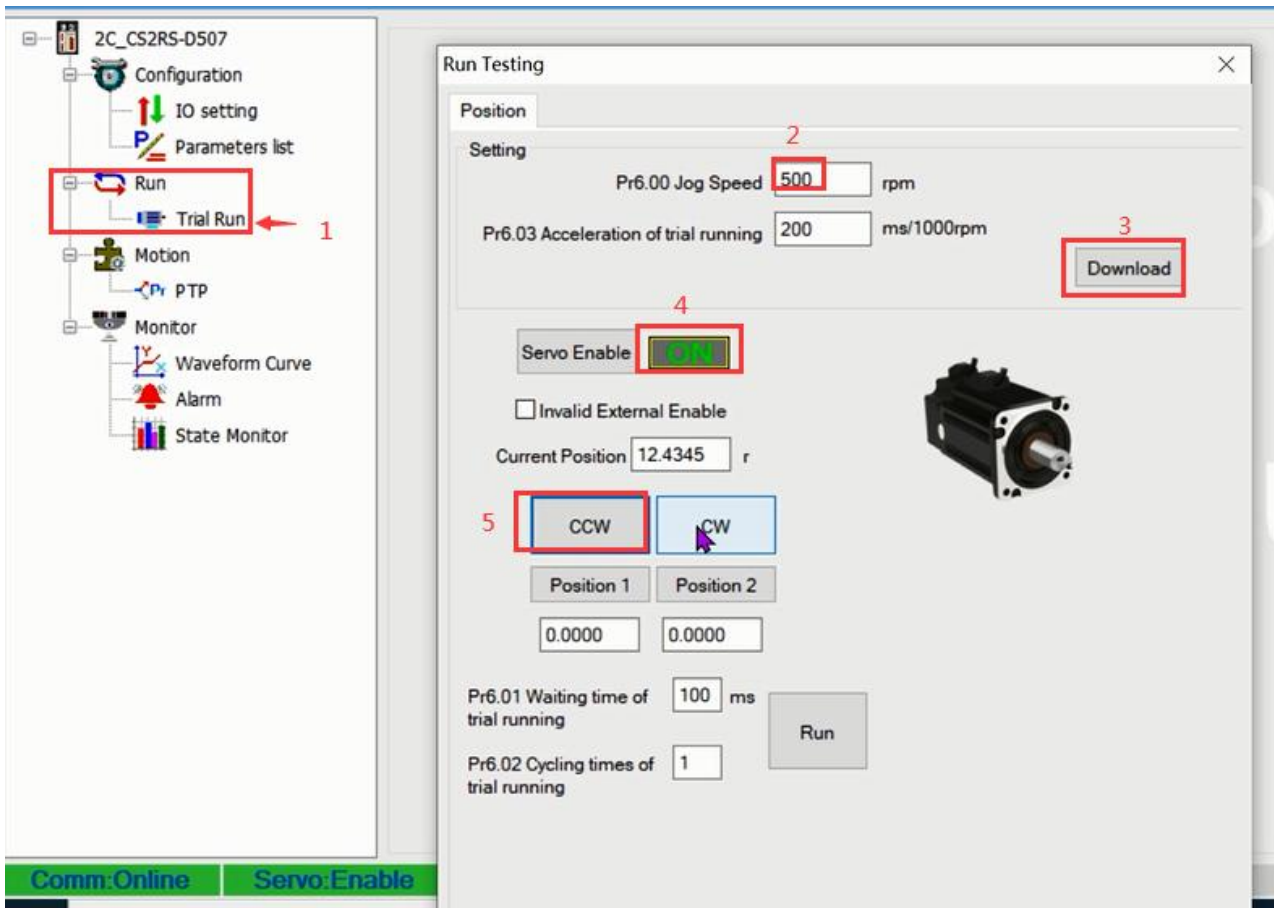 2C_CS2RS-D507
Configuration
IO setting
Parameters list
Run
Trial Run
1
Motion
PTP
Monitor
Waveform Curve
Alarm
State Monitor
Run Testing
Position
Setting
2
Pr6.00 Jog Speed 500 rpm
Pr6.03 Acceleration of trial running 200 ms/1000rpm
3
Download
4
Servo Enable ON
Invalid External Enable
Current Position 12.4345 r
5 CCW CW
Position 1 Position 2
0.0000 0.0000
Pr6.01 Waiting time of 100 ms
trial running
Run
Pr6.02 Cycling times of 1
trial running
Comm:Online Servo:Enable